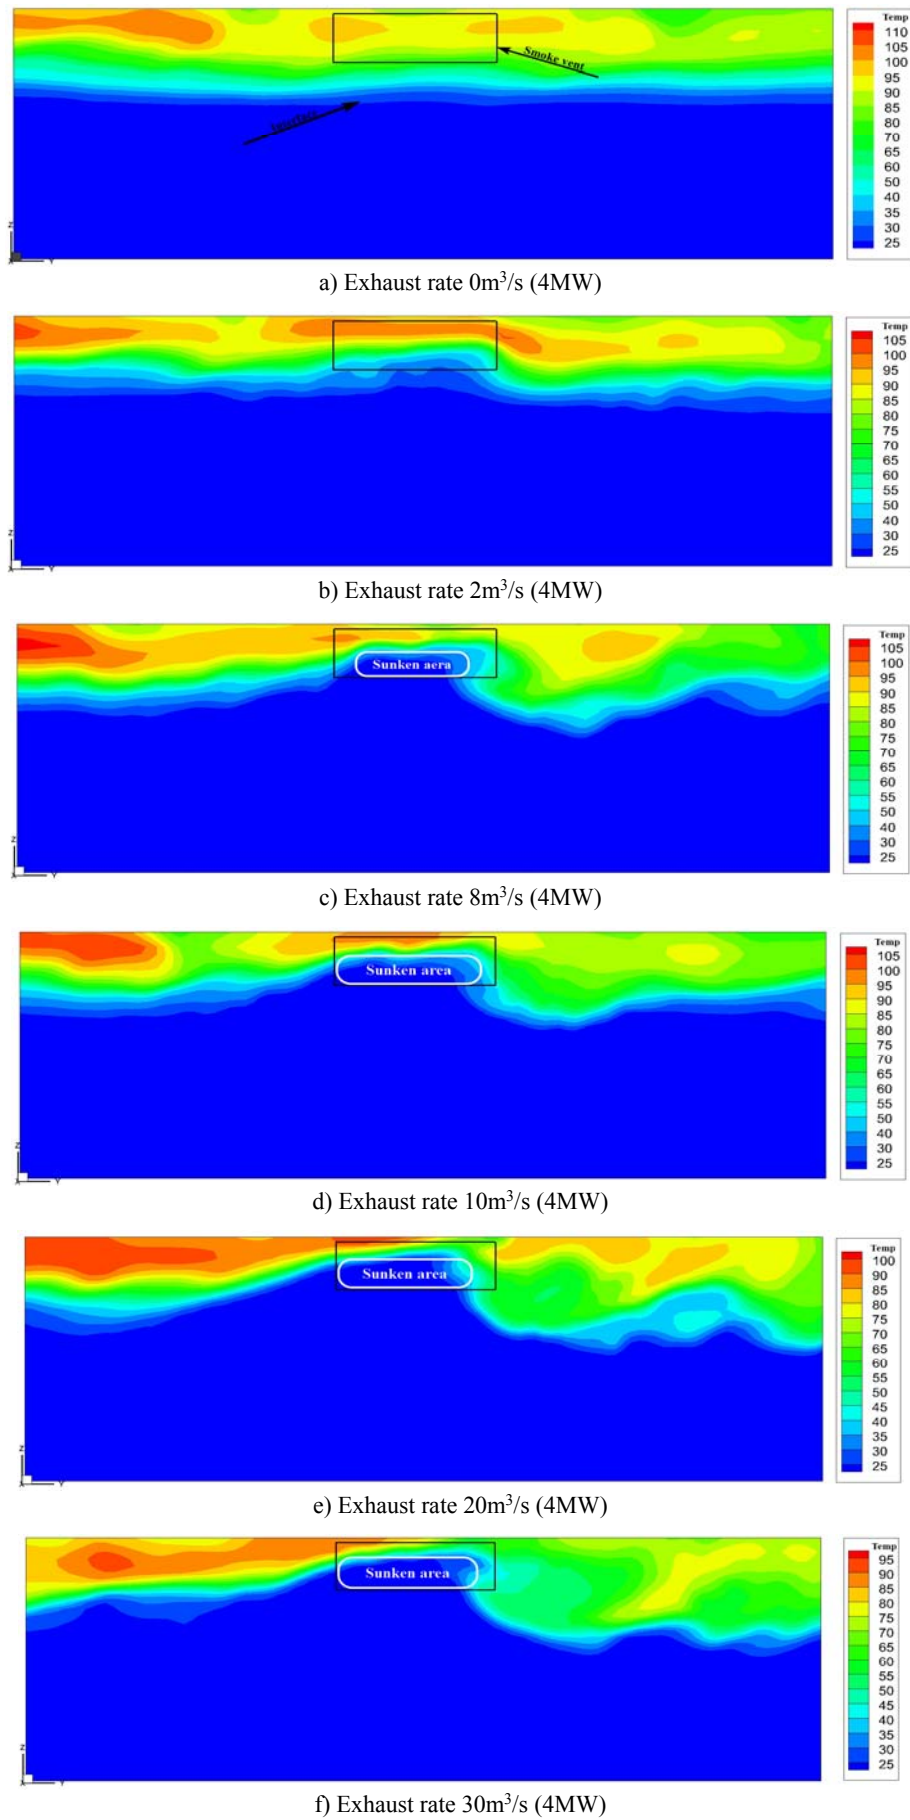 Temp
110
100
95
90
85
80
75
70
65
60
50
40
35
30
25
Smoke vent
Interface
Z
X
Y
a) Exhaust rate 0m³/s (4MW)
Temp
105
100
95
90
85
80
75
70
65
60
55
50
40
30
25
Z
X
Y
b) Exhaust rate 2m³/s (4MW)
Temp
105
100
95
90
85
80
75
70
65
60
55
50
40
30
25
Sunken aera
Z
X
Y
c) Exhaust rate 8m³/s (4MW)
Temp
105
100
95
90
85
80
75
70
65
60
55
50
40
30
25
Sunken area
Z
X
Y
d) Exhaust rate 10m³/s (4MW)
Temp
100
90
85
80
75
70
65
60
55
50
45
40
35
30
25
Sunken area
Z
X
Y
e) Exhaust rate 20m³/s (4MW)
Temp
95
90
85
80
75
70
65
60
55
50
45
40
35
30
25
Sunken area
Z
X
Y
f) Exhaust rate 30m³/s (4MW)